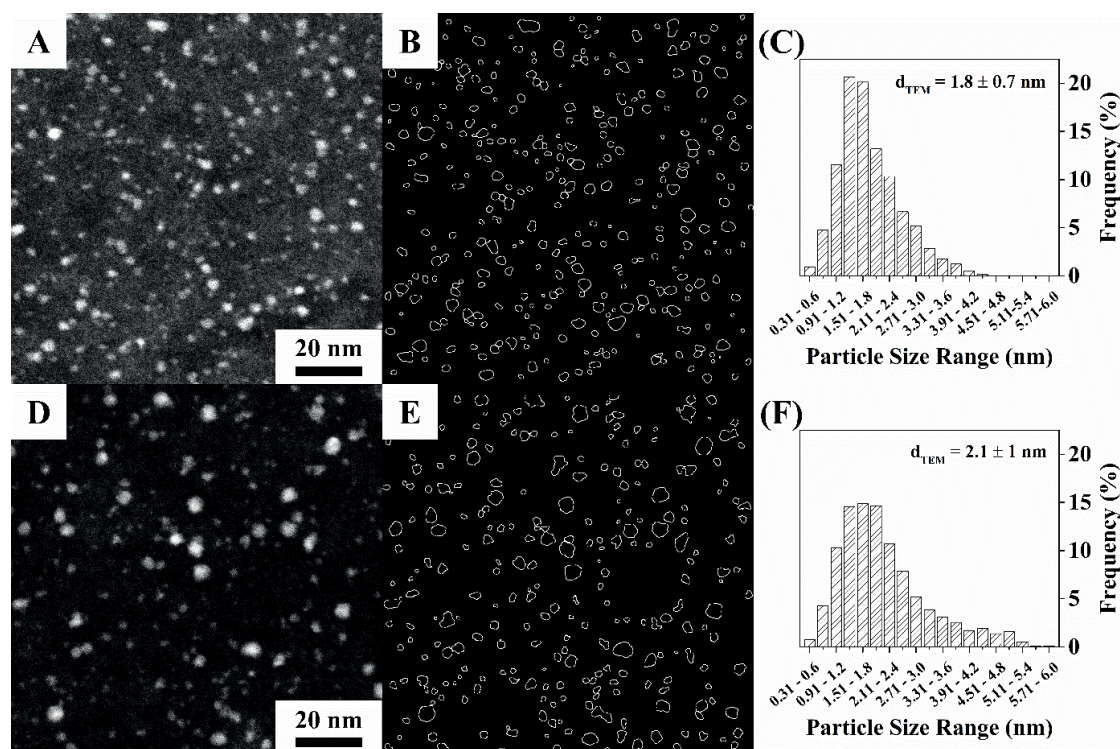 A
B
(C)
20 nm
d_TEM = 1.8 ± 0.7 nm
20
15
10
5
0
Frequency (%)
0.31 - 0.6
0.91 - 1.2
1.51 - 1.8
2.11 - 2.4
2.71 - 3.0
3.31 - 3.6
3.91 - 4.2
4.51 - 4.8
5.11-5.4
5.71-6.0
Particle Size Range (nm)
D
E
(F)
20 nm
d_TEM = 2.1 ± 1 nm
20
15
10
5
0
Frequency (%)
0.31 - 0.6
0.91 - 1.2
1.51 - 1.8
2.11 - 2.4
2.71 - 3.0
3.31 - 3.6
3.91 - 4.2
4.51 - 4.8
5.11 - 5.4
5.71 - 6.0
Particle Size Range (nm)